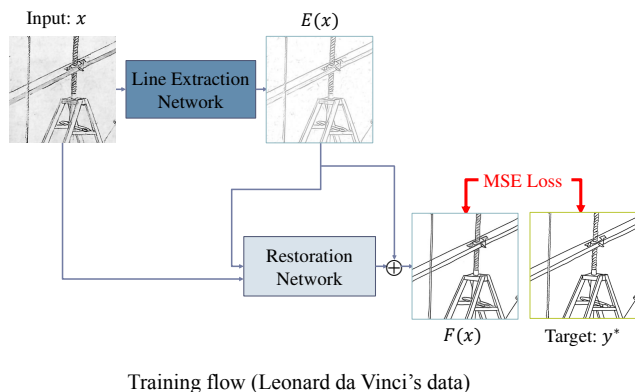 Input: x
E(x)
Line Extraction
Network
MSE Loss
Restoration
Network
F(x)
Target: y*
Training flow (Leonard da Vinci's data)